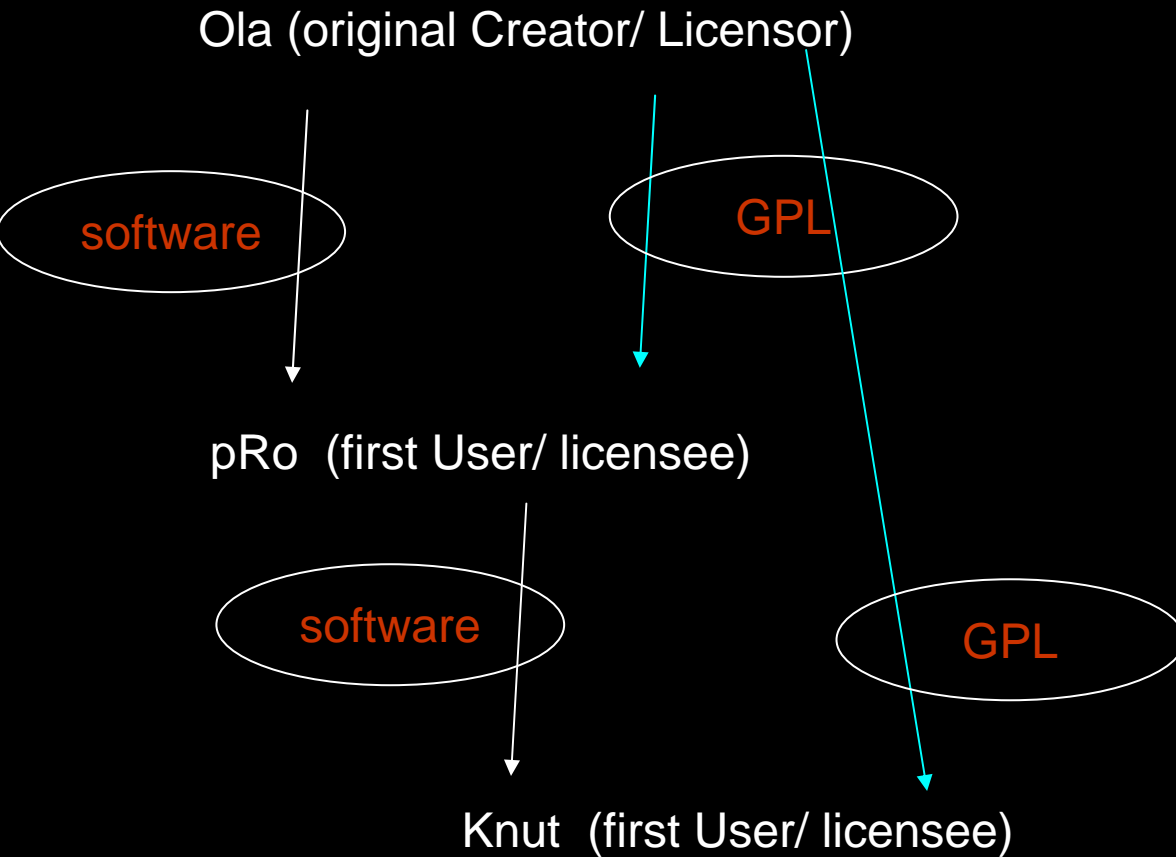 Ola (original Creator/ Licensor)
software
GPL
pRo  (first User/ licensee)
software
GPL
Knut  (first User/ licensee)